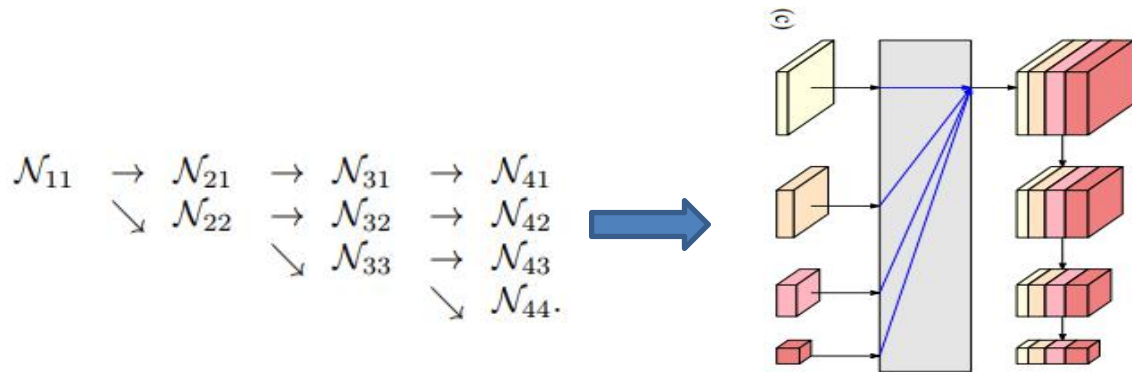 (c)
𝒩₁₁ → 𝒩₂₁ → 𝒩₃₁ → 𝒩₄₁
↘ 𝒩₂₂ → 𝒩₃₂ → 𝒩₄₂
↘ 𝒩₃₃ → 𝒩₄₃
↘ 𝒩₄₄.